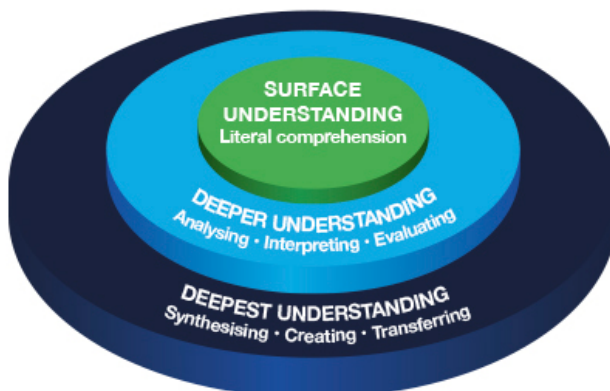 SURFACE
UNDERSTANDING
Literal comprehension
DEEPER UNDERSTANDING
Analysing · Interpreting · Evaluating
DEEPEST UNDERSTANDING
Synthesising · Creating · Transferring